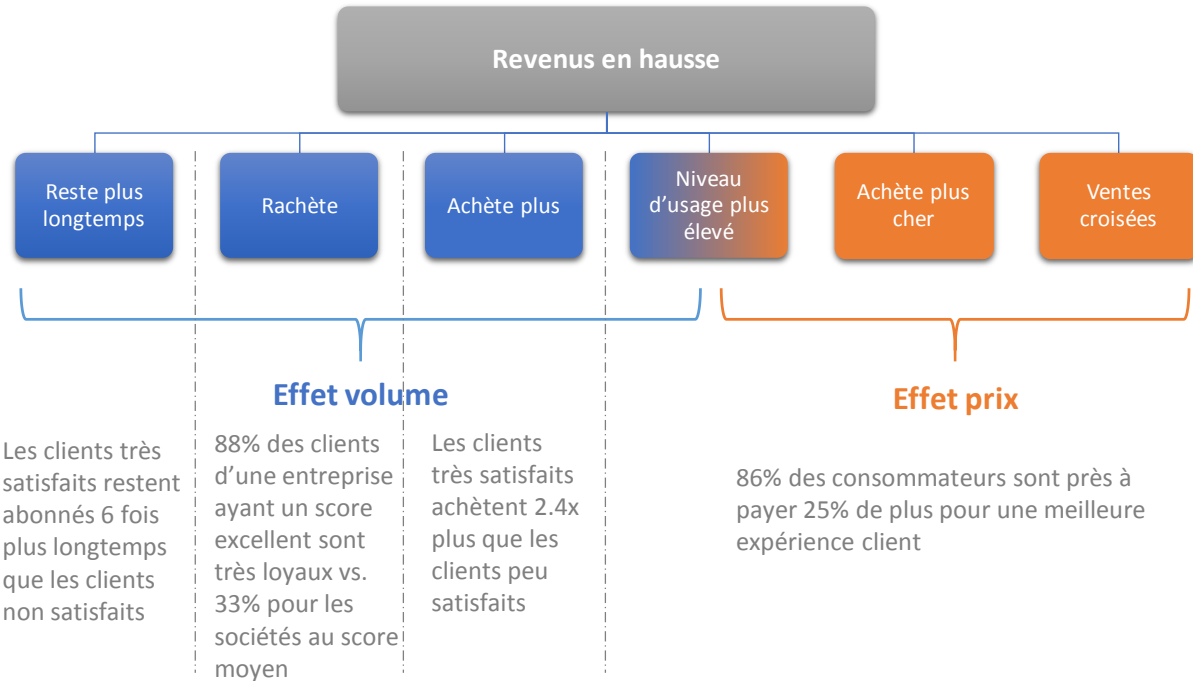 Revenus en hausse
Reste plus
longtemps
Rachète
Achète plus
Niveau
d’usage plus
élevé
Achète plus
cher
Ventes
croisées
Effet volume
Effet prix
Les clients très
satisfaits restent
abonnés 6 fois
plus longtemps
que les clients
non satisfaits
88% des clients
d’une entreprise
ayant un score
excellent sont
très loyaux vs.
33% pour les
sociétés au score
moyen
Les clients
très satisfaits
achètent 2.4x
plus que les
clients peu
satisfaits
86% des consommateurs sont près à
payer 25% de plus pour une meilleure
expérience client